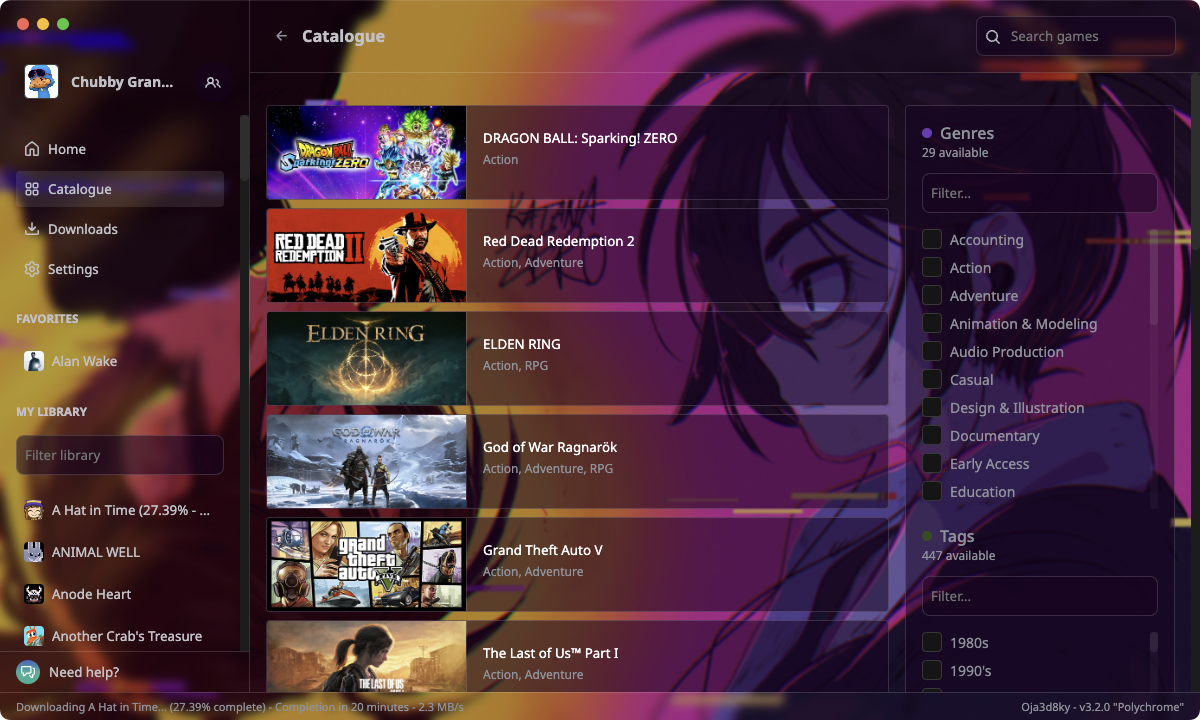 Catalogue
Search games
Chubby Gran...
Home
Catalogue
Downloads
Settings
FAVORITES
Alan Wake
MY LIBRARY
Filter library
A Hat in Time (27.39% - ...
ANIMAL WELL
Anode Heart
Another Crab's Treasure
Need help?
DRAGON BALL
Sparking! ZERO
DRAGON BALL: Sparking! ZERO
Action
RED DEAD
REDEMPTION II
Red Dead Redemption 2
Action, Adventure
ELDEN RING
ELDEN RING
Action, RPG
GOD OF WAR
RAGNARÖK
God of War Ragnarök
Action, Adventure, RPG
grand
theft
auto V
Grand Theft Auto V
Action, Adventure
THE LAST OF US
The Last of Us™ Part I
Action, Adventure
Genres
29 available
Filter...
Accounting
Action
Adventure
Animation & Modeling
Audio Production
Casual
Design & Illustration
Documentary
Early Access
Education
Tags
447 available
Filter...
1980s
1990's
Downloading A Hat in Time... (27.39% complete) - Completion in 20 minutes - 2.3 MB/s
Oja3d8ky - v3.2.0 "Polychrome"